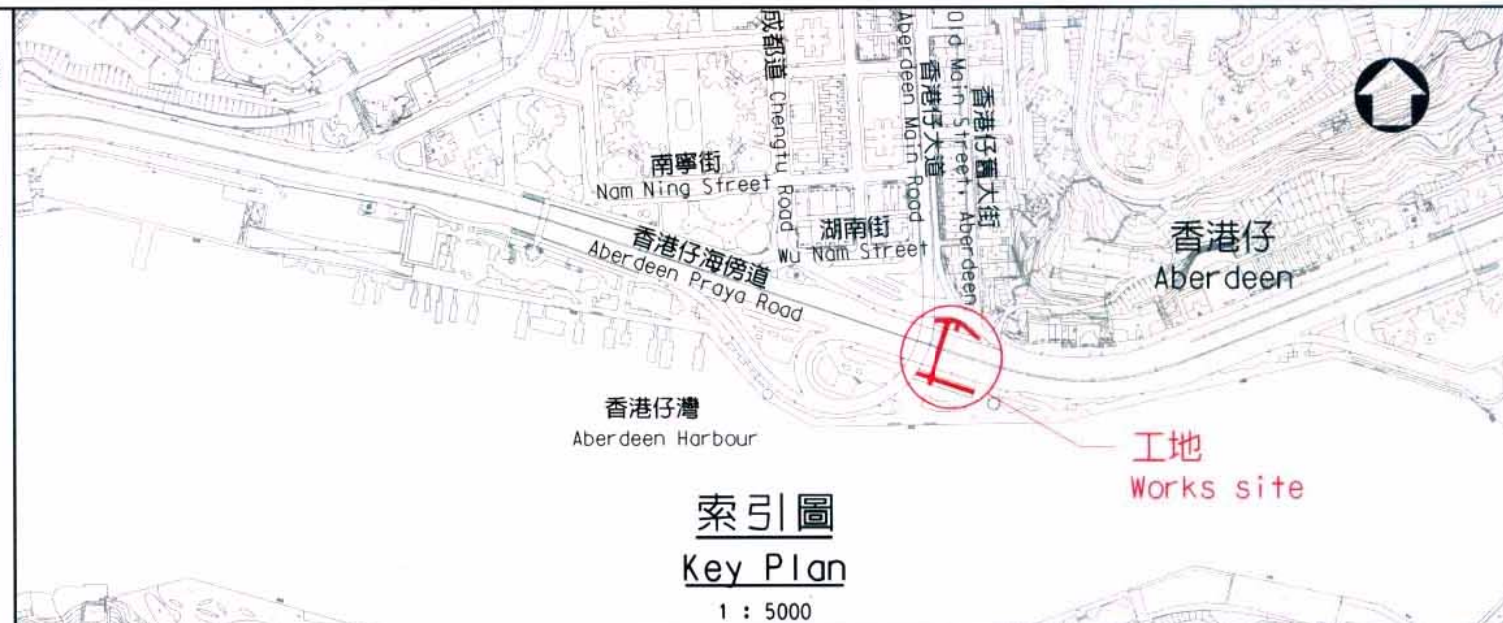 成都道 Chengtu Road
Aberdeen Main Road
香港仔大道
Old Main Street, Aberdeen
香港仔舊大街
南寧街
Nam Ning Street
湖南街
Wu Nam Street
香港仔海傍道
Aberdeen Praya Road
香港仔
Aberdeen
香港仔灣
Aberdeen Harbour
工地
Works site
索引圖
Key Plan
1 : 5000